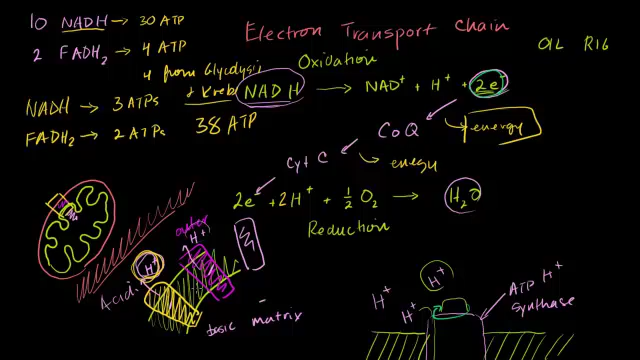 10 NADH → 30 ATP
Electron Transport Chain
2 FADH₂ → 4 ATP
OIL RIG
4 from Glycolysis
+ Krebs
Oxidation
NADH → 3 ATPs
NADH → NAD⁺ + H⁺ + 2e⁻
FADH₂ → 2 ATPs
38 ATP
CoQ
energy
Cyt C
energy
2e⁻ + 2H⁺ + 1/2 O₂ → H₂O
Reduction
outer
H⁺
H⁺
Acidic
basic matrix
H⁺
H⁺
H⁺
ATP
Synthase
H⁺